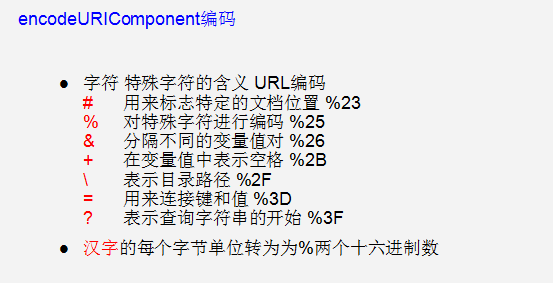 encodeURIComponent编码
● 字符 特殊字符的含义 URL编码
# 用来标志特定的文档位置 %23
% 对特殊字符进行编码 %25
& 分隔不同的变量值对 %26
+ 在变量值中表示空格 %2B
\ 表示目录路径 %2F
= 用来连接键和值 %3D
? 表示查询字符串的开始 %3F
● 汉字的每个字节单位转为为%两个十六进制数